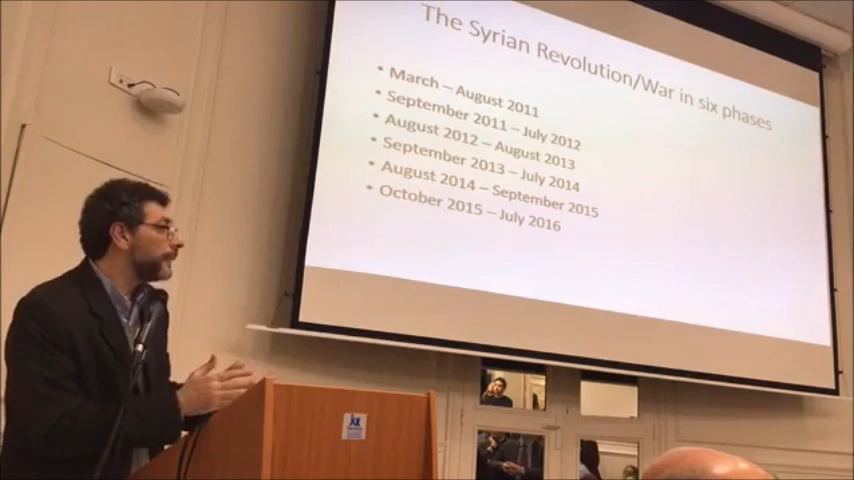 The Syrian Revolution/War in six phases
• March – August 2011
• September 2011 – July 2012
• August 2012 – August 2013
• September 2013 – July 2014
• August 2014 – September 2015
• October 2015 – July 2016